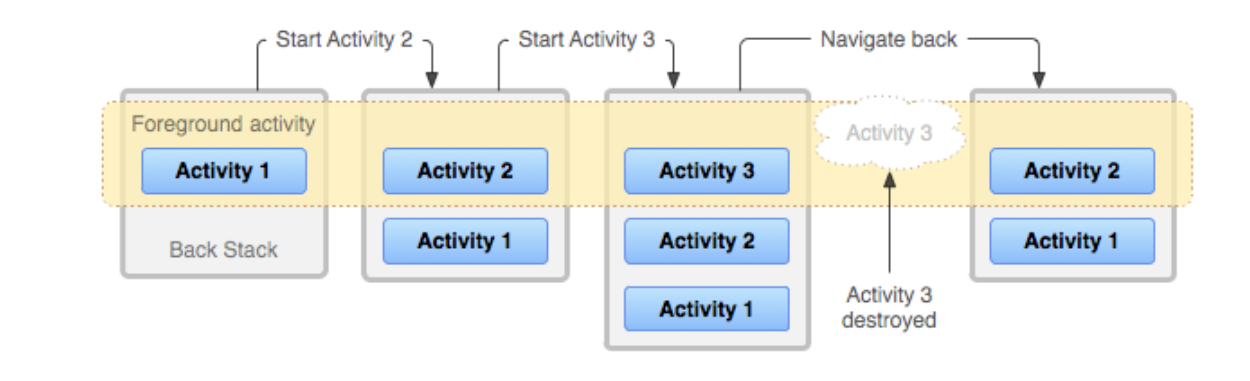 Start Activity 2
Start Activity 3
Navigate back
Foreground activity
Activity 1
Back Stack
Activity 2
Activity 1
Activity 3
Activity 2
Activity 1
Activity 3
Activity 3
destroyed
Activity 2
Activity 1